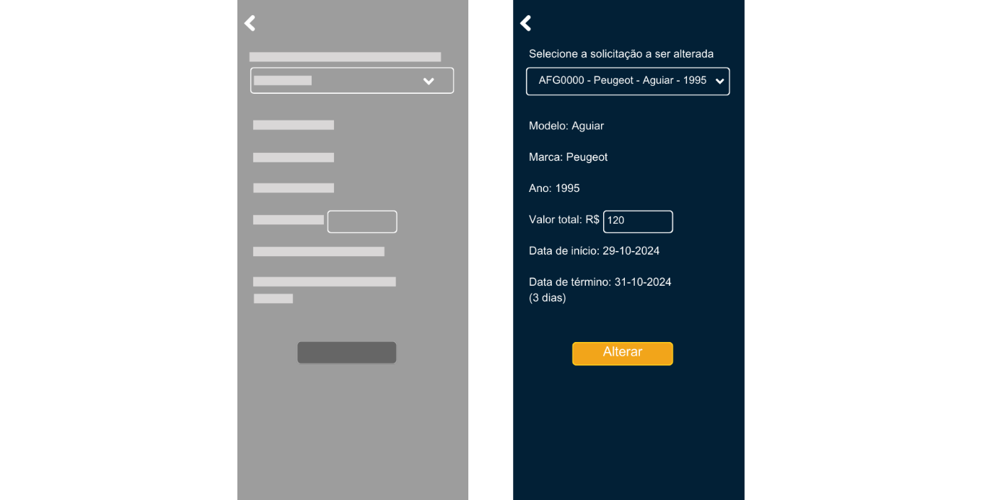 Selecione a solicitação a ser alterada
AFG0000 - Peugeot - Aguiar - 1995
Modelo: Aguiar
Marca: Peugeot
Ano: 1995
Valor total: R$ 120
Data de início: 29-10-2024
Data de término: 31-10-2024
(3 dias)
Alterar